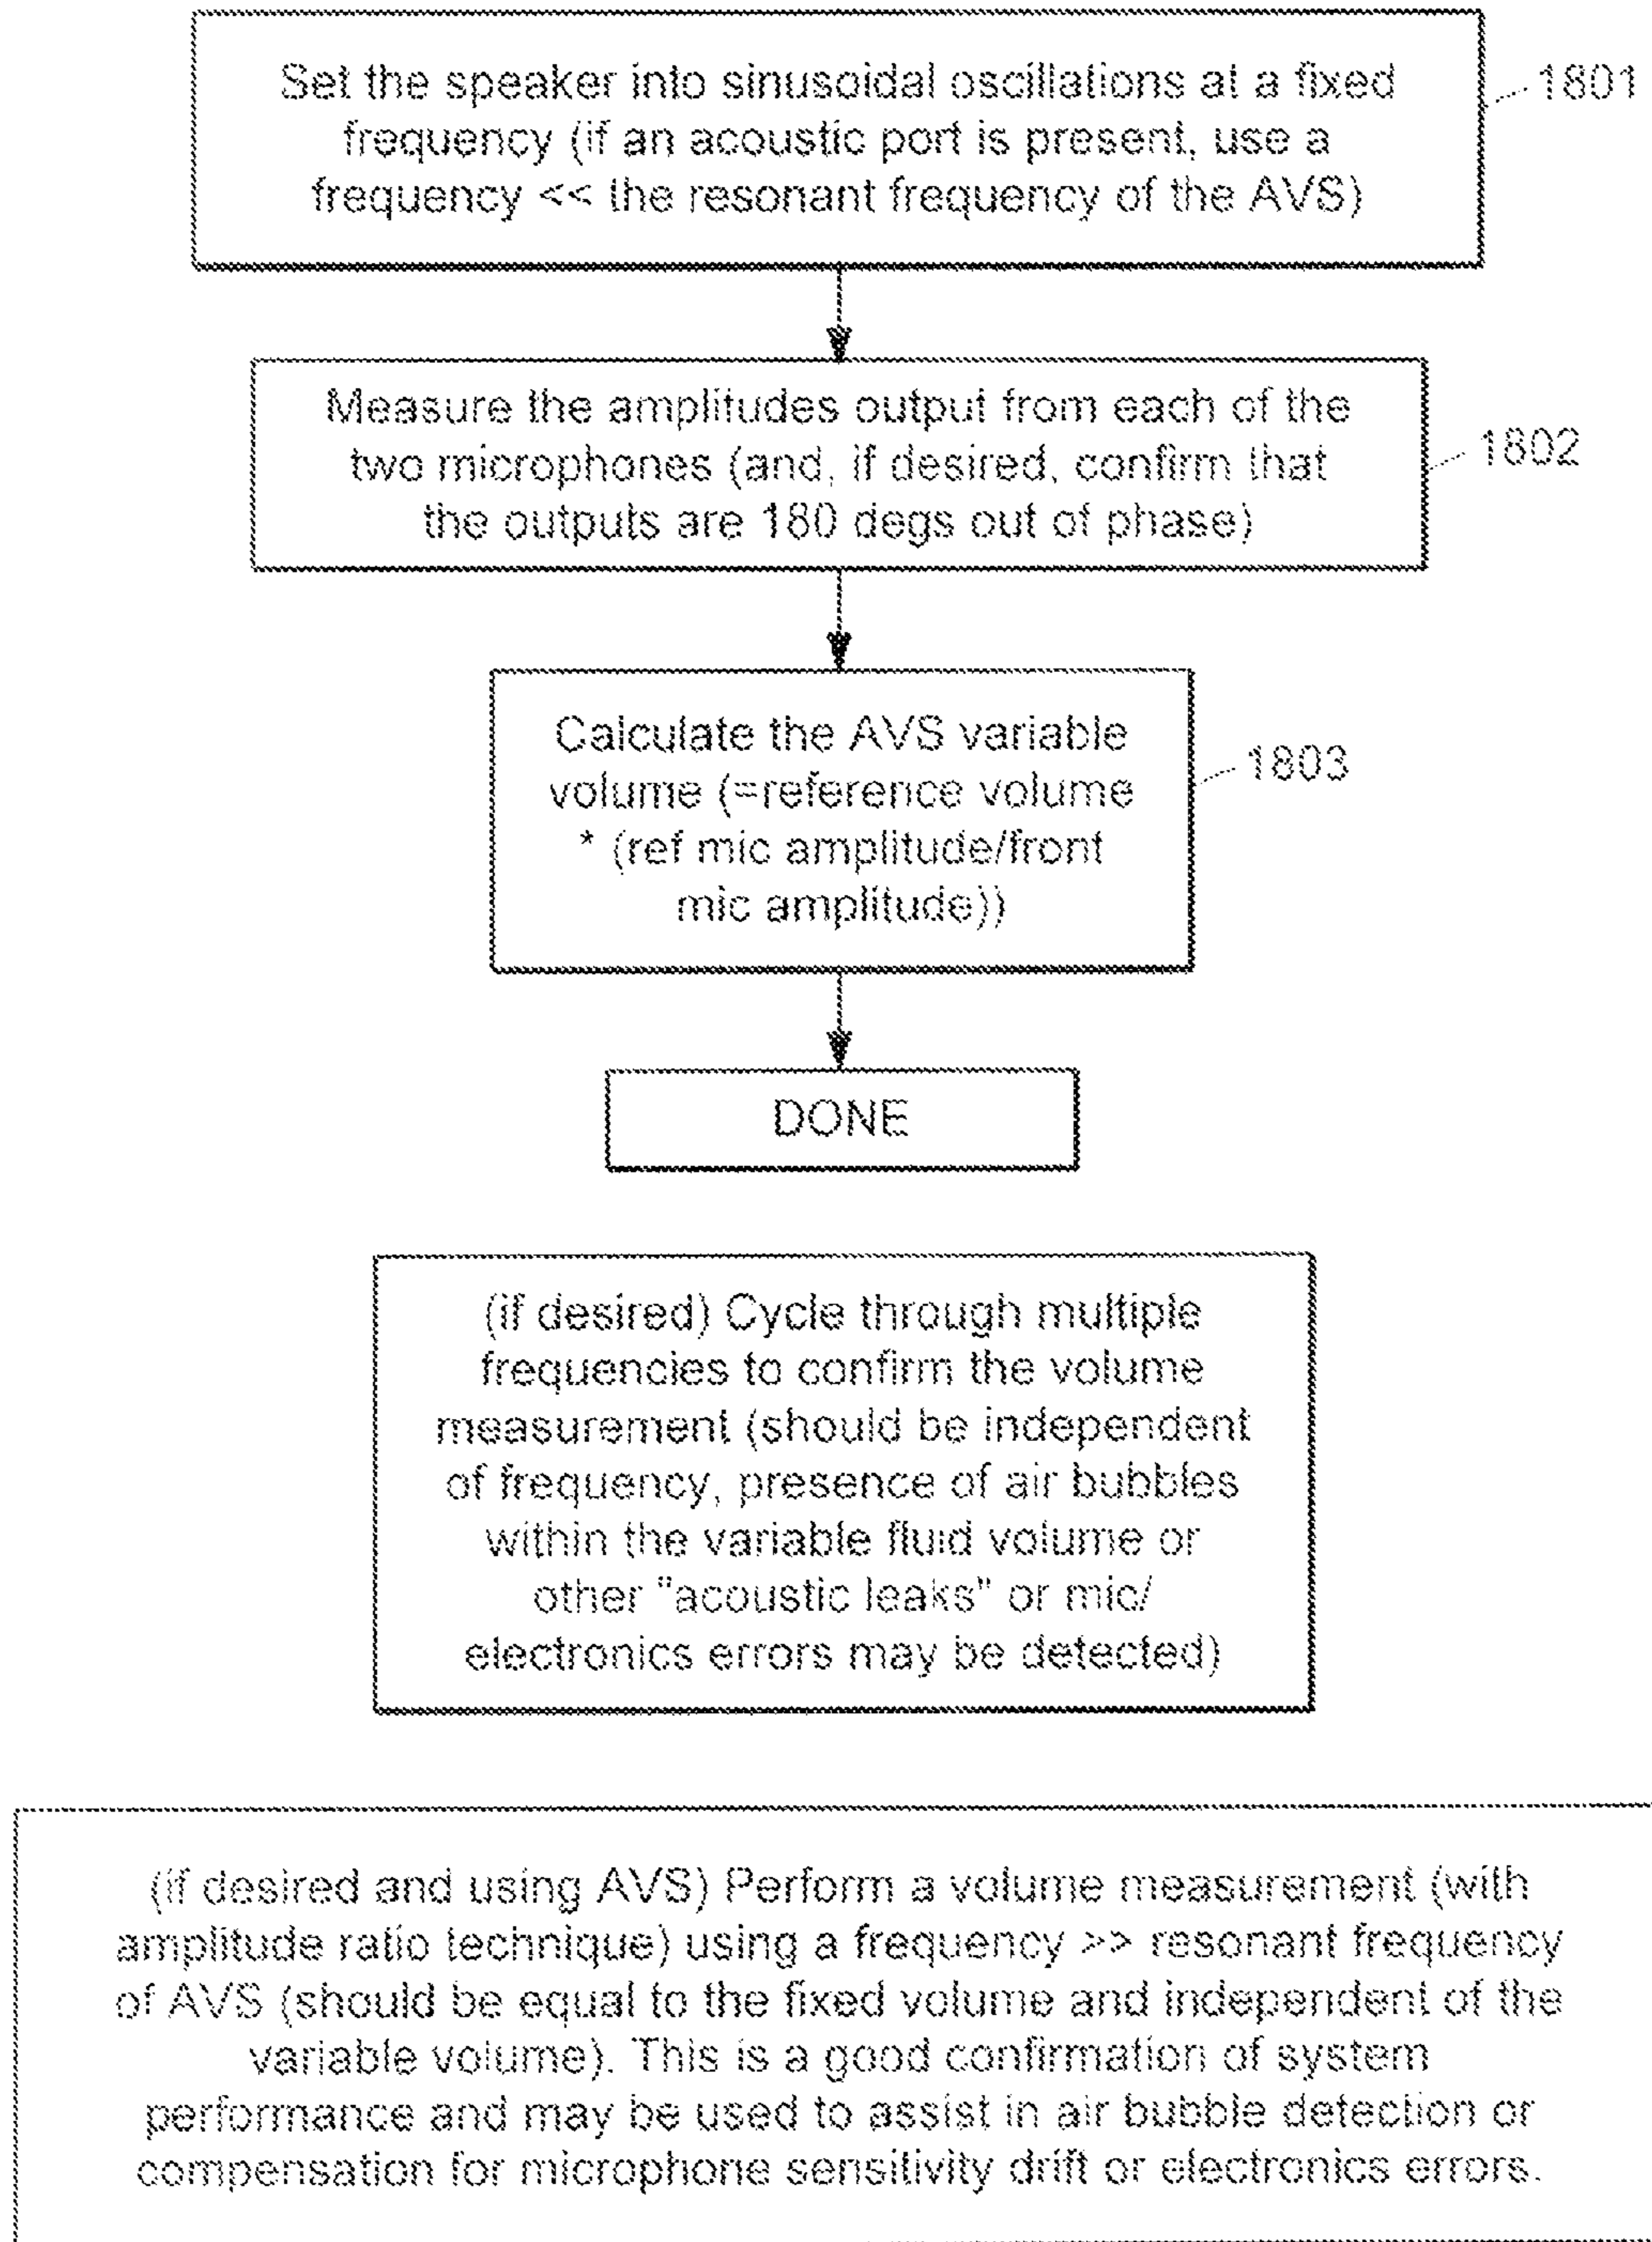 Set the speaker into sinusoidal oscillations at a fixed
frequency (if an acoustic port is present, use a
frequency << the resonant frequency of the AVS)
1801
Measure the amplitudes output from each of the
two microphones (and, if desired, confirm that
the outputs are 180 degs out of phase)
1802
Calculate the AVS variable
volume (=reference volume
* (ref mic amplitude/front
mic amplitude))
1803
DONE
(if desired) Cycle through multiple
frequencies to confirm the volume
measurement (should be independent
of frequency, presence of air bubbles
within the variable fluid volume or
other "acoustic leaks" or mic/
electronics errors may be detected)
(if desired and using AVS) Perform a volume measurement (with
amplitude ratio technique) using a frequency >> resonant frequency
of AVS (should be equal to the fixed volume and independent of the
variable volume). This is a good confirmation of system
performance and may be used to assist in air bubble detection or
compensation for microphone sensitivity drift or electronics errors.